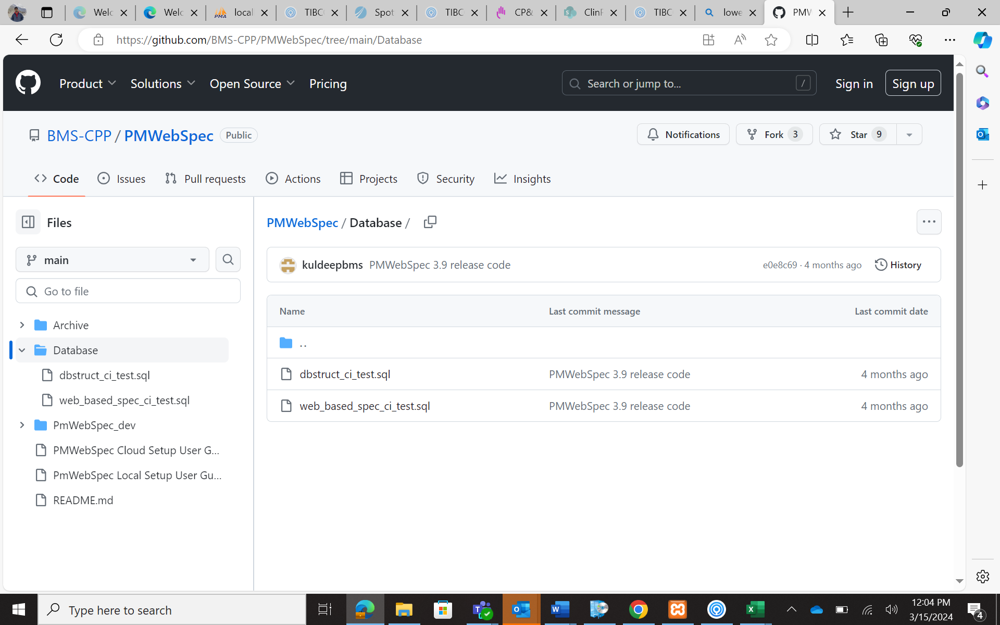 Welc
Welc
PMA
local
TIBC
Spot
TIBC
CP&
ClinF
TIBC
lowe
PMW
https://github.com/BMS-CPP/PMWebSpec/tree/main/Database
Product
Solutions
Open Source
Pricing
Search or jump to...
/
Sign in
Sign up
BMS-CPP / PMWebSpec
Public
Notifications
Fork 3
Star 9
Code
Issues
Pull requests
Actions
Projects
Security
Insights
Files
main
Go to file
Archive
Database
dbstruct_ci_test.sql
web_based_spec_ci_test.sql
PmWebSpec_dev
PMWebSpec Cloud Setup User G...
PmWebSpec Local Setup User Gu...
README.md
PMWebSpec / Database /
kuldeepbms PMWebSpec 3.9 release code
e0e8c69 · 4 months ago
History
Name Last commit message Last commit date
..
dbstruct_ci_test.sql PMWebSpec 3.9 release code 4 months ago
web_based_spec_ci_test.sql PMWebSpec 3.9 release code 4 months ago
Type here to search
12:04 PM
3/15/2024
4